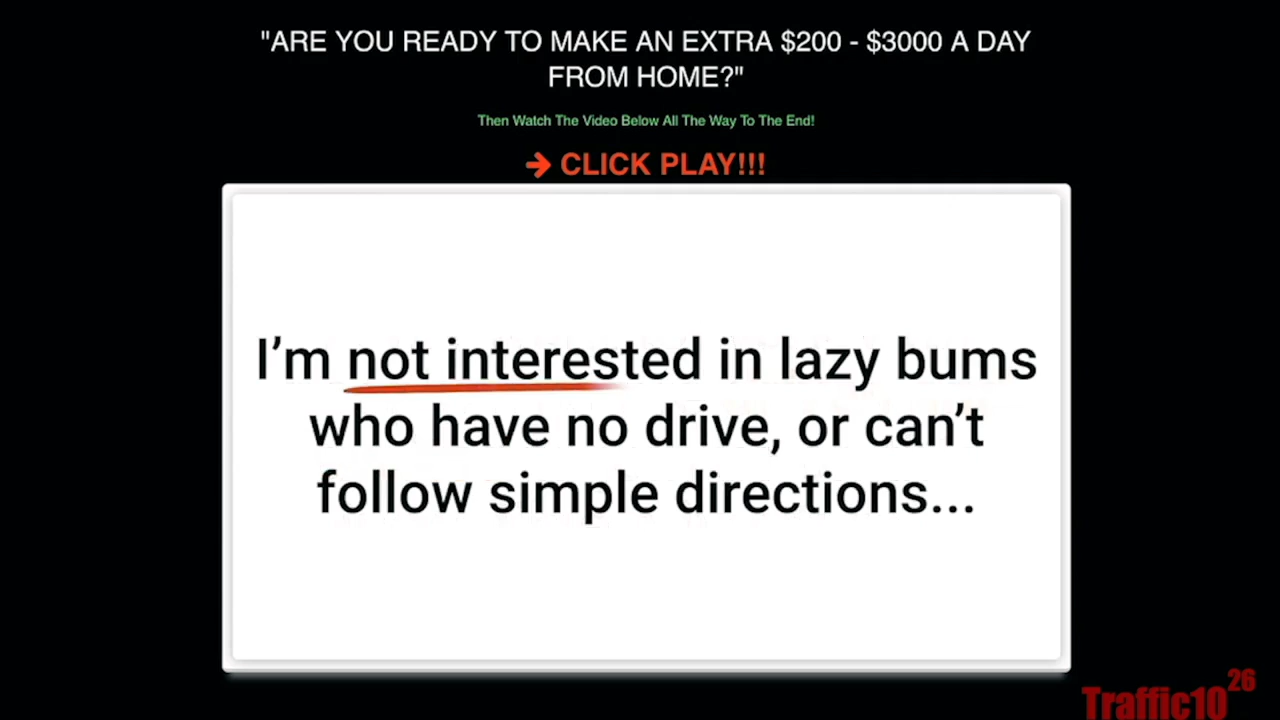 "ARE YOU READY TO MAKE AN EXTRA $200 - $3000 A DAY
FROM HOME?"
Then Watch The Video Below All The Way To The End!
→ CLICK PLAY!!!
I’m not interested in lazy bums
who have no drive, or can’t
follow simple directions...
Traffic10 26